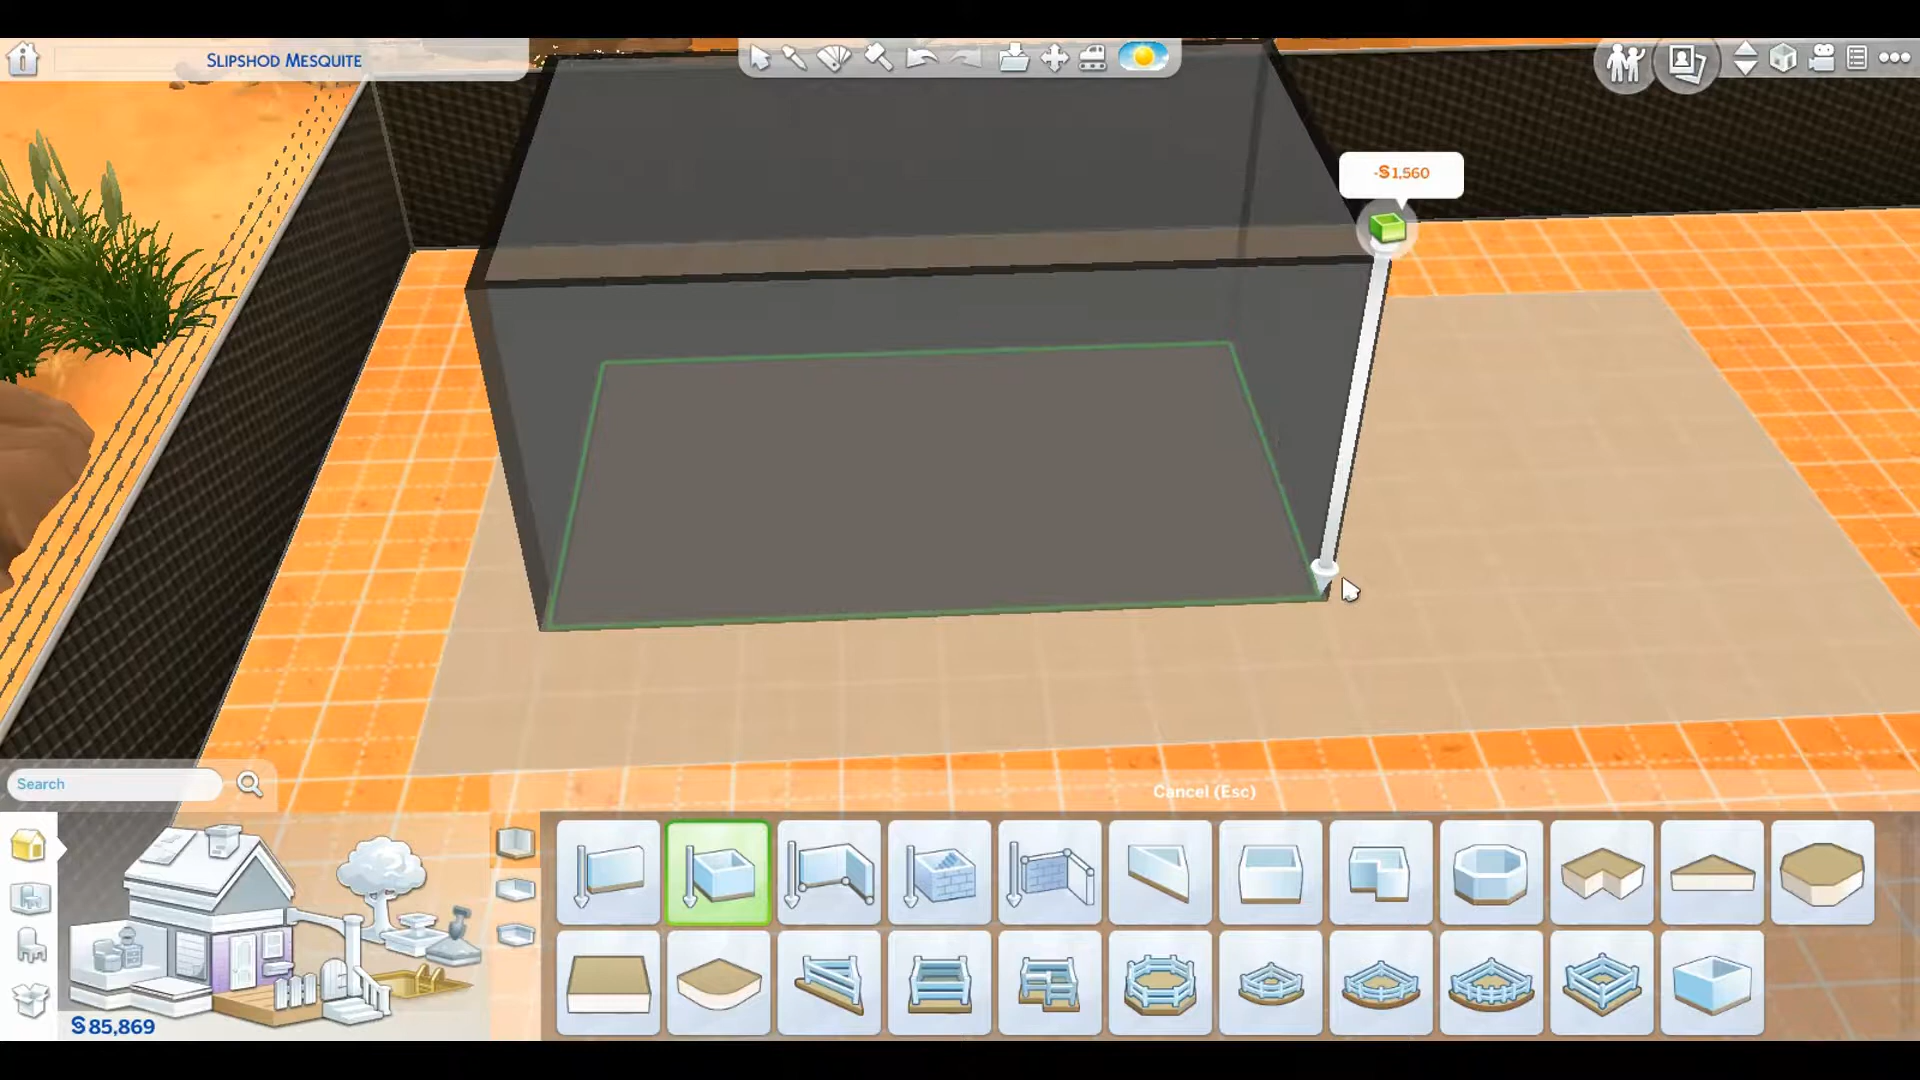 SLIPSHOD MESQUITE
-§1,560
Search
Cancel (Esc)
§85,869